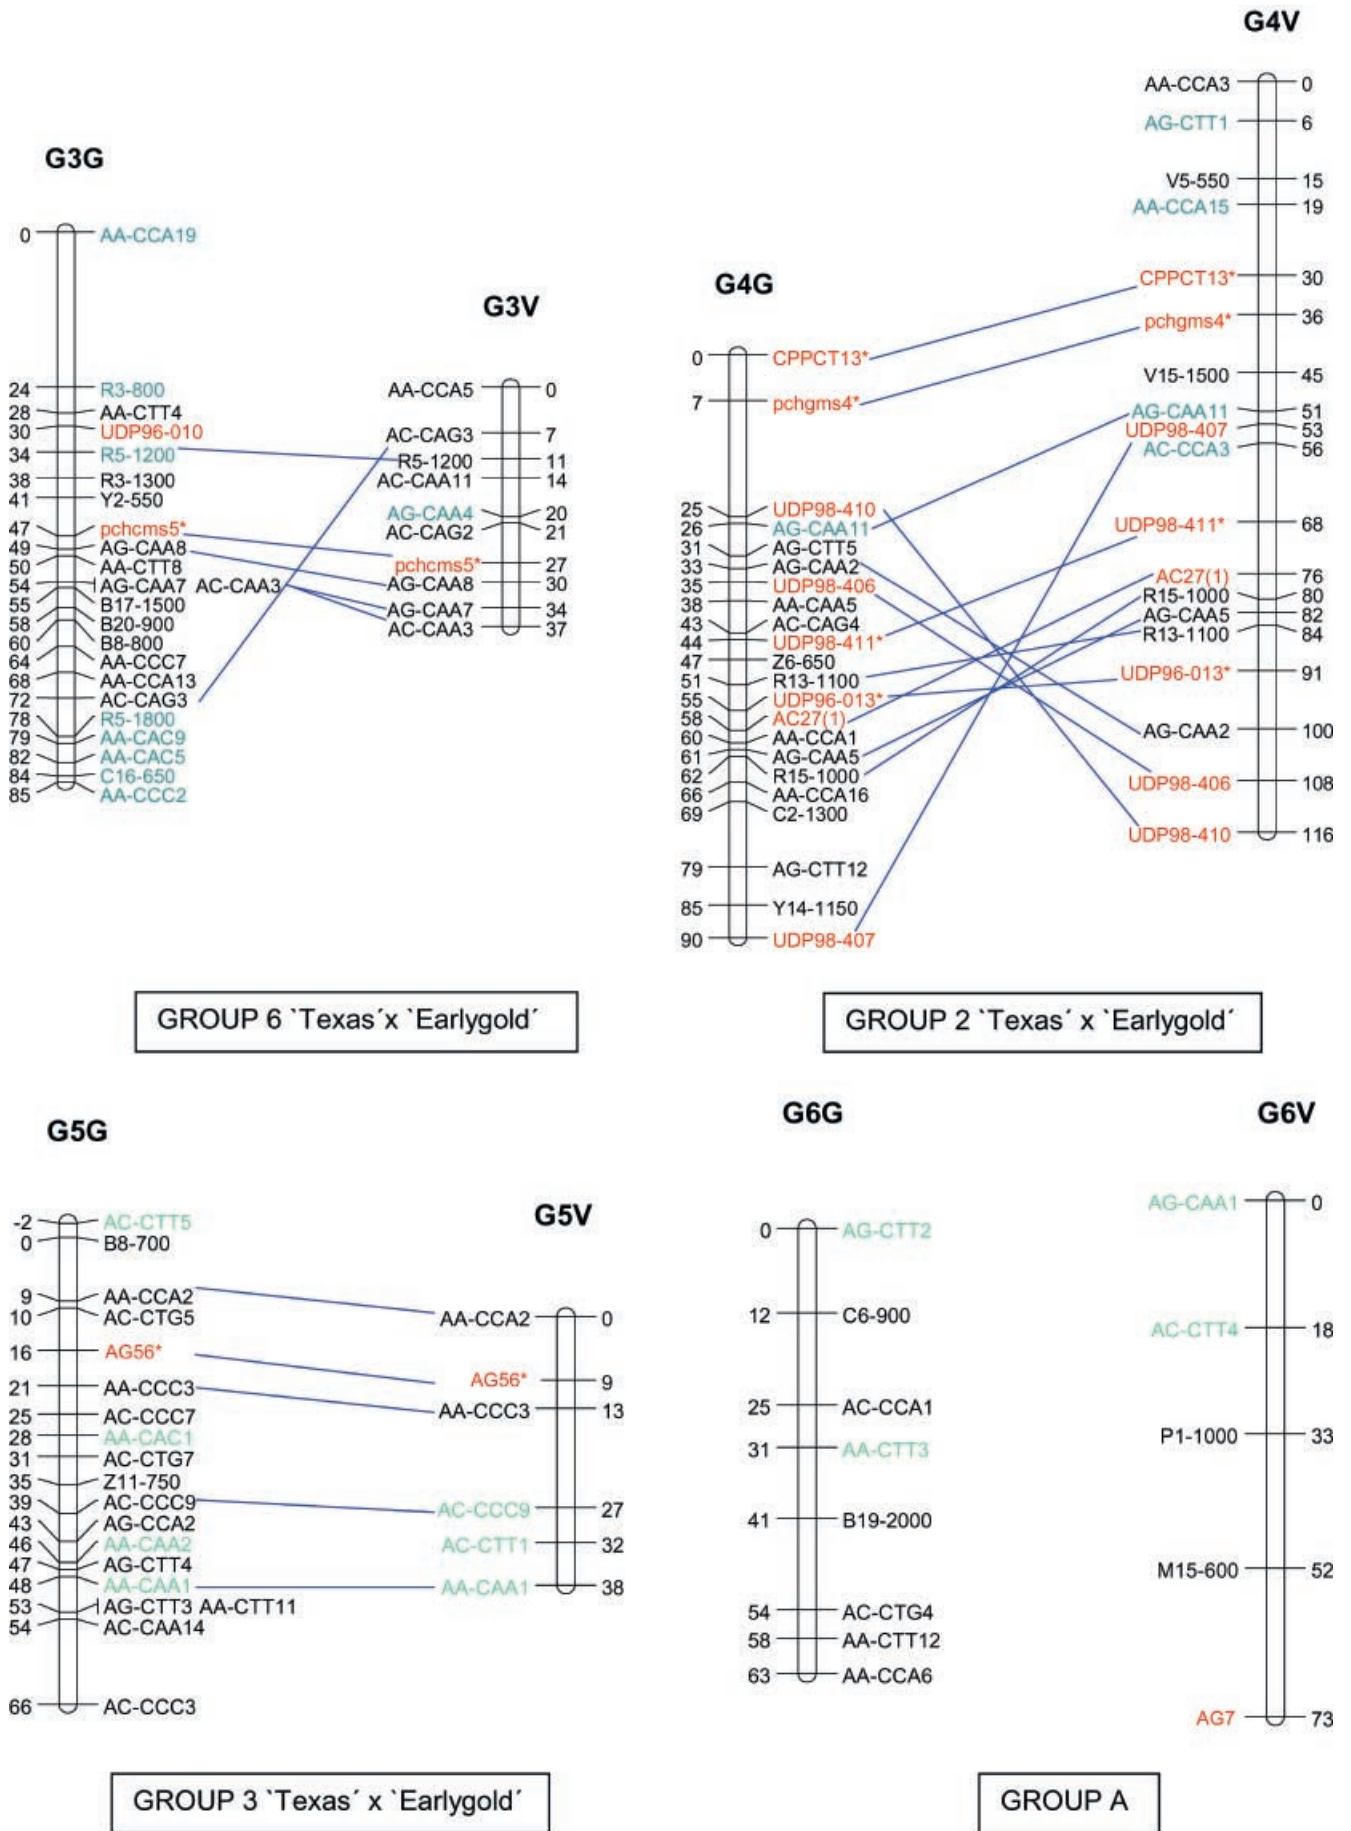 G3G
0 AA-CCA19
24 R3-800
28 AA-CTT4
30 UDP96-010
34 R5-1200
38 R3-1300
41 Y2-550
47 pchcms5*
49 AG-CAA8
50 AA-CTT8
54 AG-CAA7 AC-CAA3
55 B17-1500
58 B20-900
60 B8-800
64 AA-CCC7
68 AA-CCA13
72 AC-CAG3
78 R5-1800
79 AA-CAC9
82 AA-CAC5
84 C16-650
85 AA-CCC2
G3V
AA-CCA5 0
AC-CAG3 7
R5-1200 11
AC-CAA11 14
AG-CAA4 20
AC-CAG2 21
pchcms5* 27
AG-CAA8 30
AG-CAA7 34
AC-CAA3 37
GROUP 6 `Texas´x `Earlygold´
G4G
0 CPPCT13*
7 pchgms4*
25 UDP98-410
26 AG-CAA11
31 AG-CTT5
33 AG-CAA2
35 UDP98-406
38 AA-CAA5
43 AC-CAG4
44 UDP98-411*
47 Z6-650
51 R13-1100
55 UDP96-013*
58 AC27(1)
60 AA-CCA1
61 AG-CAA5
62 R15-1000
66 AA-CCA16
69 C2-1300
79 AG-CTT12
85 Y14-1150
90 UDP98-407
G4V
AA-CCA3 0
AG-CTT1 6
V5-550 15
AA-CCA15 19
CPPCT13* 30
pchgms4* 36
V15-1500 45
AG-CAA11 51
UDP98-407 53
AC-CCA3 56
UDP98-411* 68
AC27(1) 76
R15-1000 80
AG-CAA5 82
R13-1100 84
UDP96-013* 91
AG-CAA2 100
UDP98-406 108
UDP98-410 116
GROUP 2 `Texas´ x `Earlygold´
G5G
-2 AC-CTT5
0 B8-700
9 AA-CCA2
10 AC-CTG5
16 AG56*
21 AA-CCC3
25 AC-CCC7
28 AA-CAC1
31 AC-CTG7
35 Z11-750
39 AC-CCC9
43 AG-CCA2
46 AA-CAA2
47 AG-CTT4
48 AA-CAA1
53 AG-CTT3 AA-CTT11
54 AC-CAA14
66 AC-CCC3
G5V
AA-CCA2 0
AG56* 9
AA-CCC3 13
AC-CCC9 27
AC-CTT1 32
AA-CAA1 38
GROUP 3 `Texas´ x `Earlygold´
G6G
0 AG-CTT2
12 C6-900
25 AC-CCA1
31 AA-CTT3
41 B19-2000
54 AC-CTG4
58 AA-CTT12
63 AA-CCA6
G6V
AG-CAA1 0
AC-CTT4 18
P1-1000 33
M15-600 52
AG7 73
GROUP A